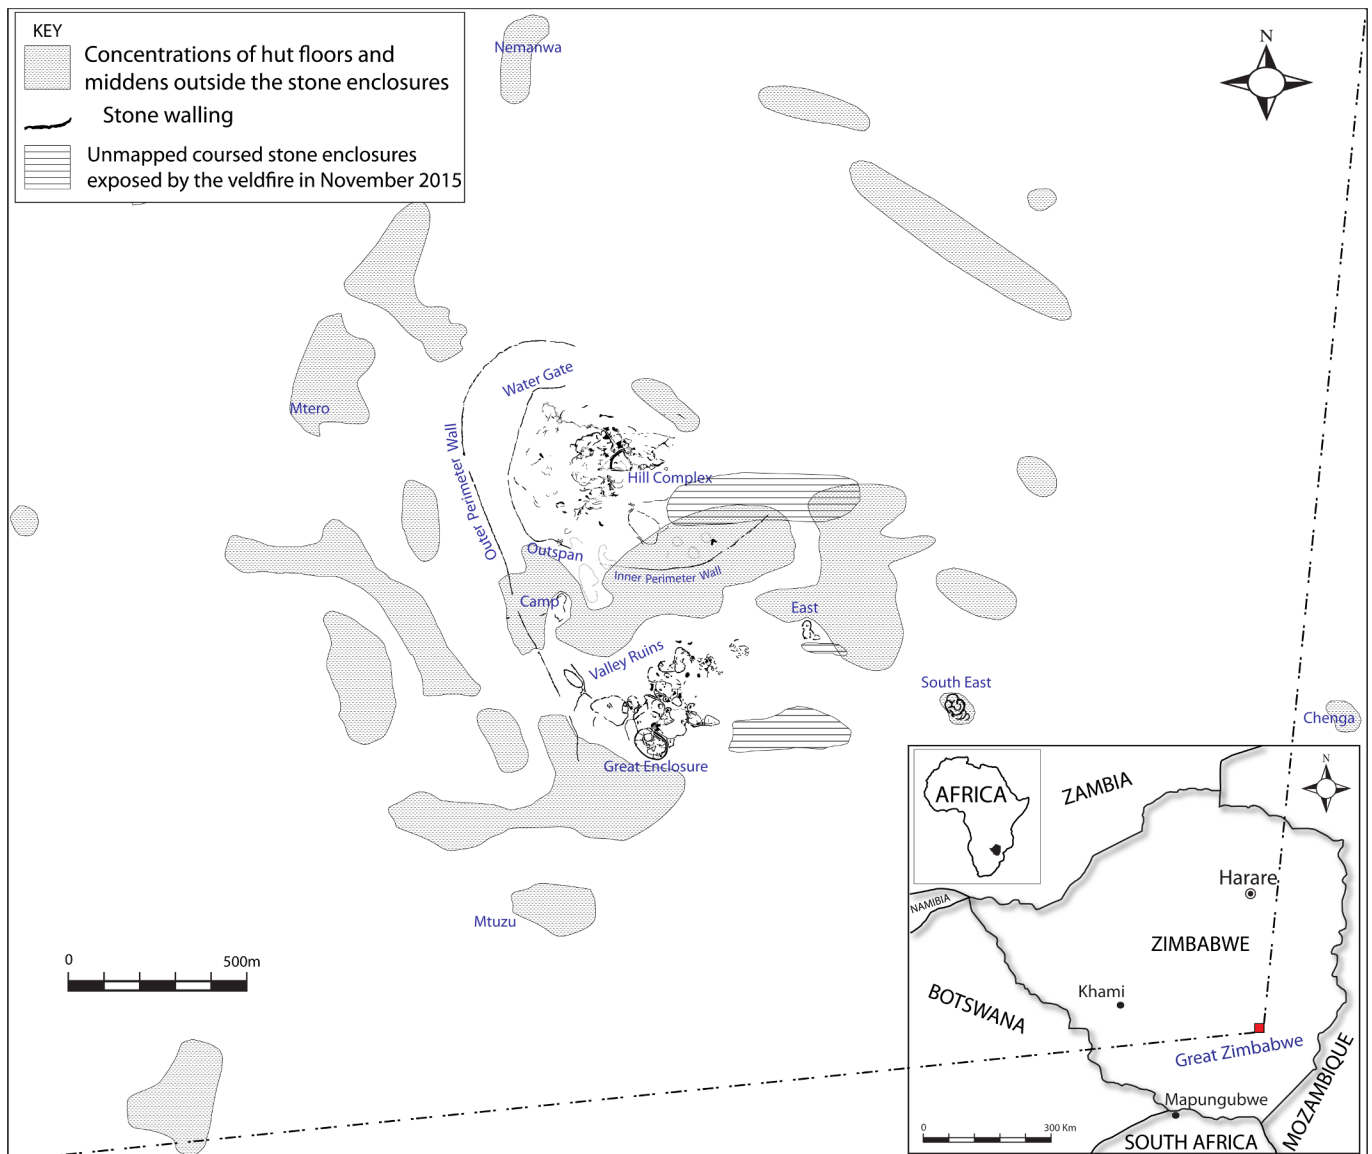 KEY
Concentrations of hut floors and
middens outside the stone enclosures
Stone walling
Unmapped coursed stone enclosures
exposed by the veldfire in November 2015
Nemanwa
N
Mtero
Water Gate
Outer Perimeter Wall
Hill Complex
Outspan
Inner Perimeter Wall
Camp
East
Valley Ruins
South East
Chenga
Great Enclosure
Mtuzu
0 500m
AFRICA
ZAMBIA
N
NAMIBIA
Harare
ZIMBABWE
Khami
BOTSWANA
Great Zimbabwe
MOZAMBIQUE
Mapungubwe
0 300 Km
SOUTH AFRICA